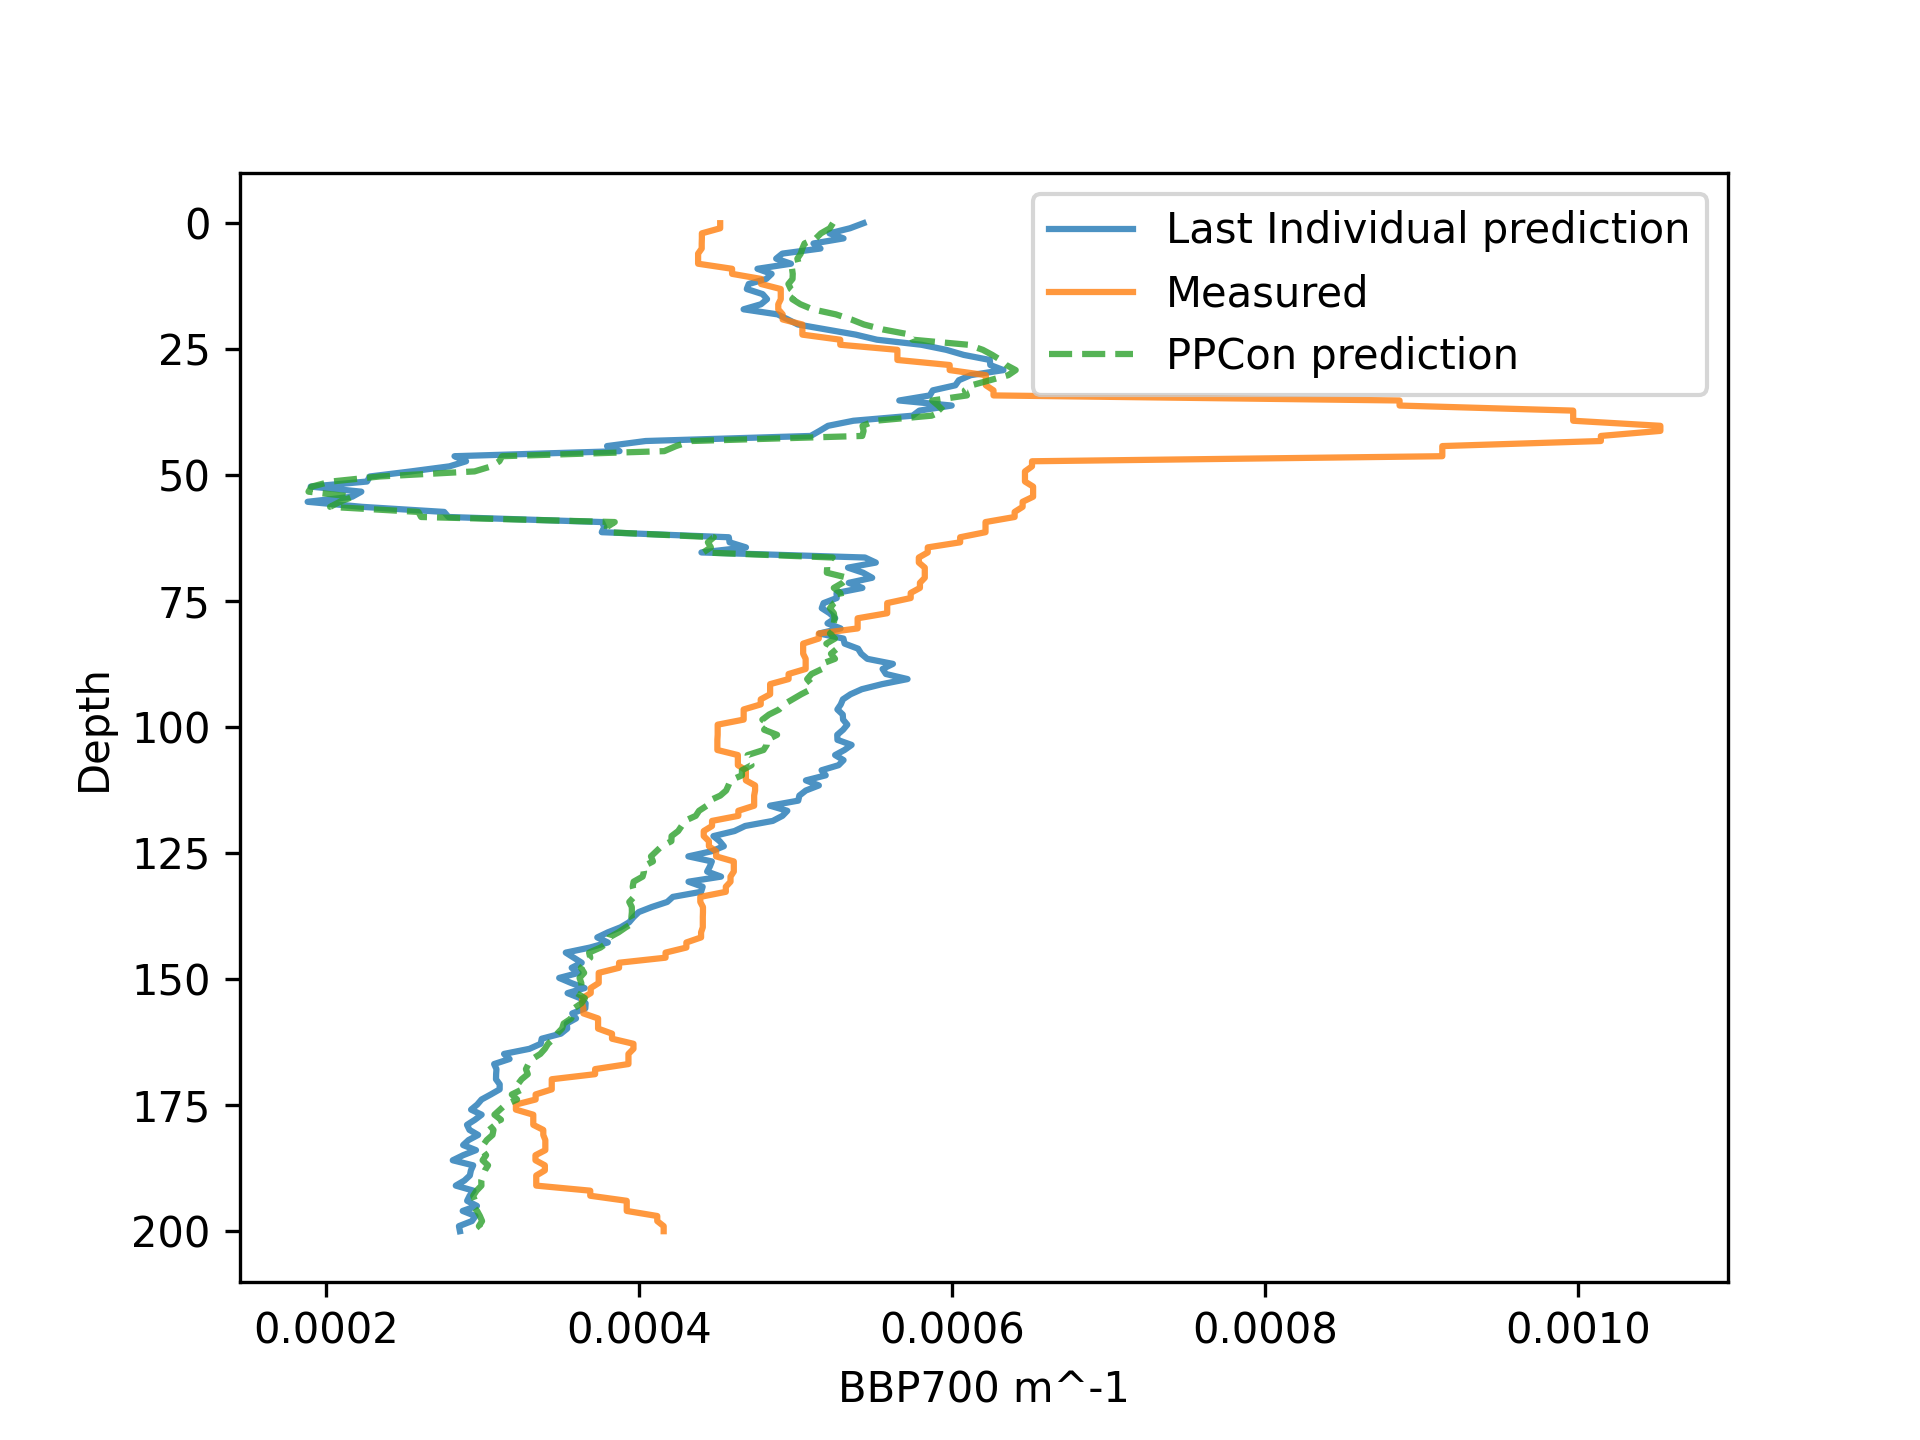 Last Individual prediction
Measured
PPCon prediction
0
25
50
75
100
125
150
175
200
Depth
0.0002 0.0004 0.0006 0.0008 0.0010
BBP700 m^-1